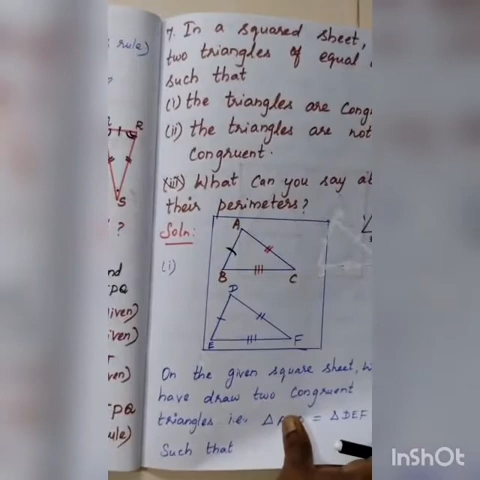 rule)
R
S
?
nd
PQ
iven)
iven)
ven)
PQ
ule)
7. In a squared sheet,
two triangles of equal
such that
(i) the triangles are
(ii) the triangles are not
congruent.
(iii) What can you say
their perimeters?
Soln:
(i)
A
B
C
D
E
F
On the given square sheet,
have draw two congruent
triangles i.e, △ = △DEF
Such that
InShOt